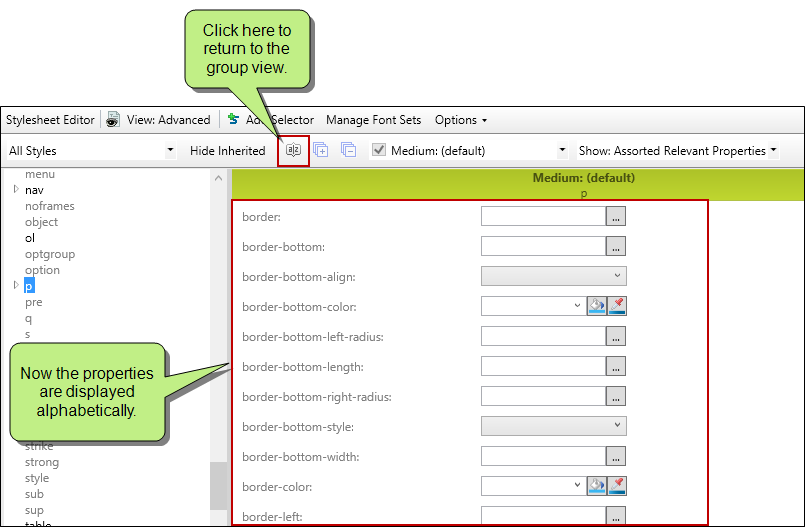 Click here to
return to the
group view.
Stylesheet Editor View: Advanced Add Selector Manage Font Sets Options
All Styles Hide Inherited a z Medium: (default) Show: Assorted Relevant Properties
menu
nav
noframes
object
ol
optgroup
option
p
pre
q
s
Now the properties
are displayed
alphabetically.
strike
strong
style
sub
sup
table
Medium: (default)
p
border: ...
border-bottom: ...
border-bottom-align:
border-bottom-color:
border-bottom-left-radius: ...
border-bottom-length: ...
border-bottom-right-radius: ...
border-bottom-style:
border-bottom-width: ...
border-color:
border-left: ...